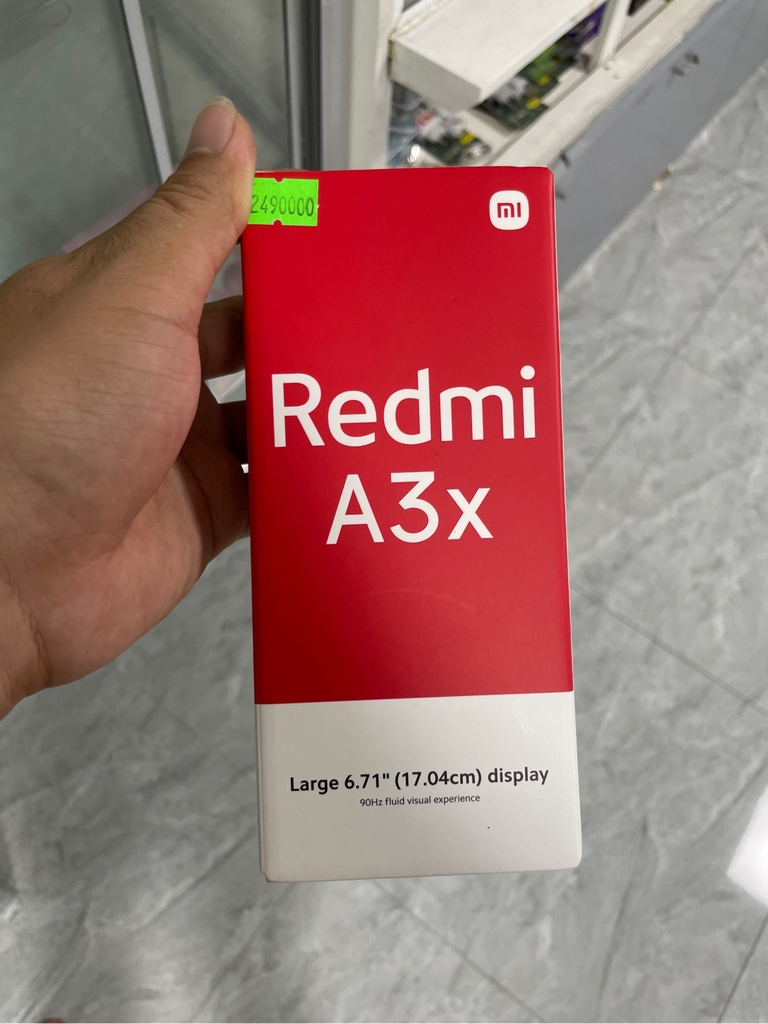 2490000
mi
Redmi
A3x
Large 6.71" (17.04cm) display
90Hz fluid visual experience